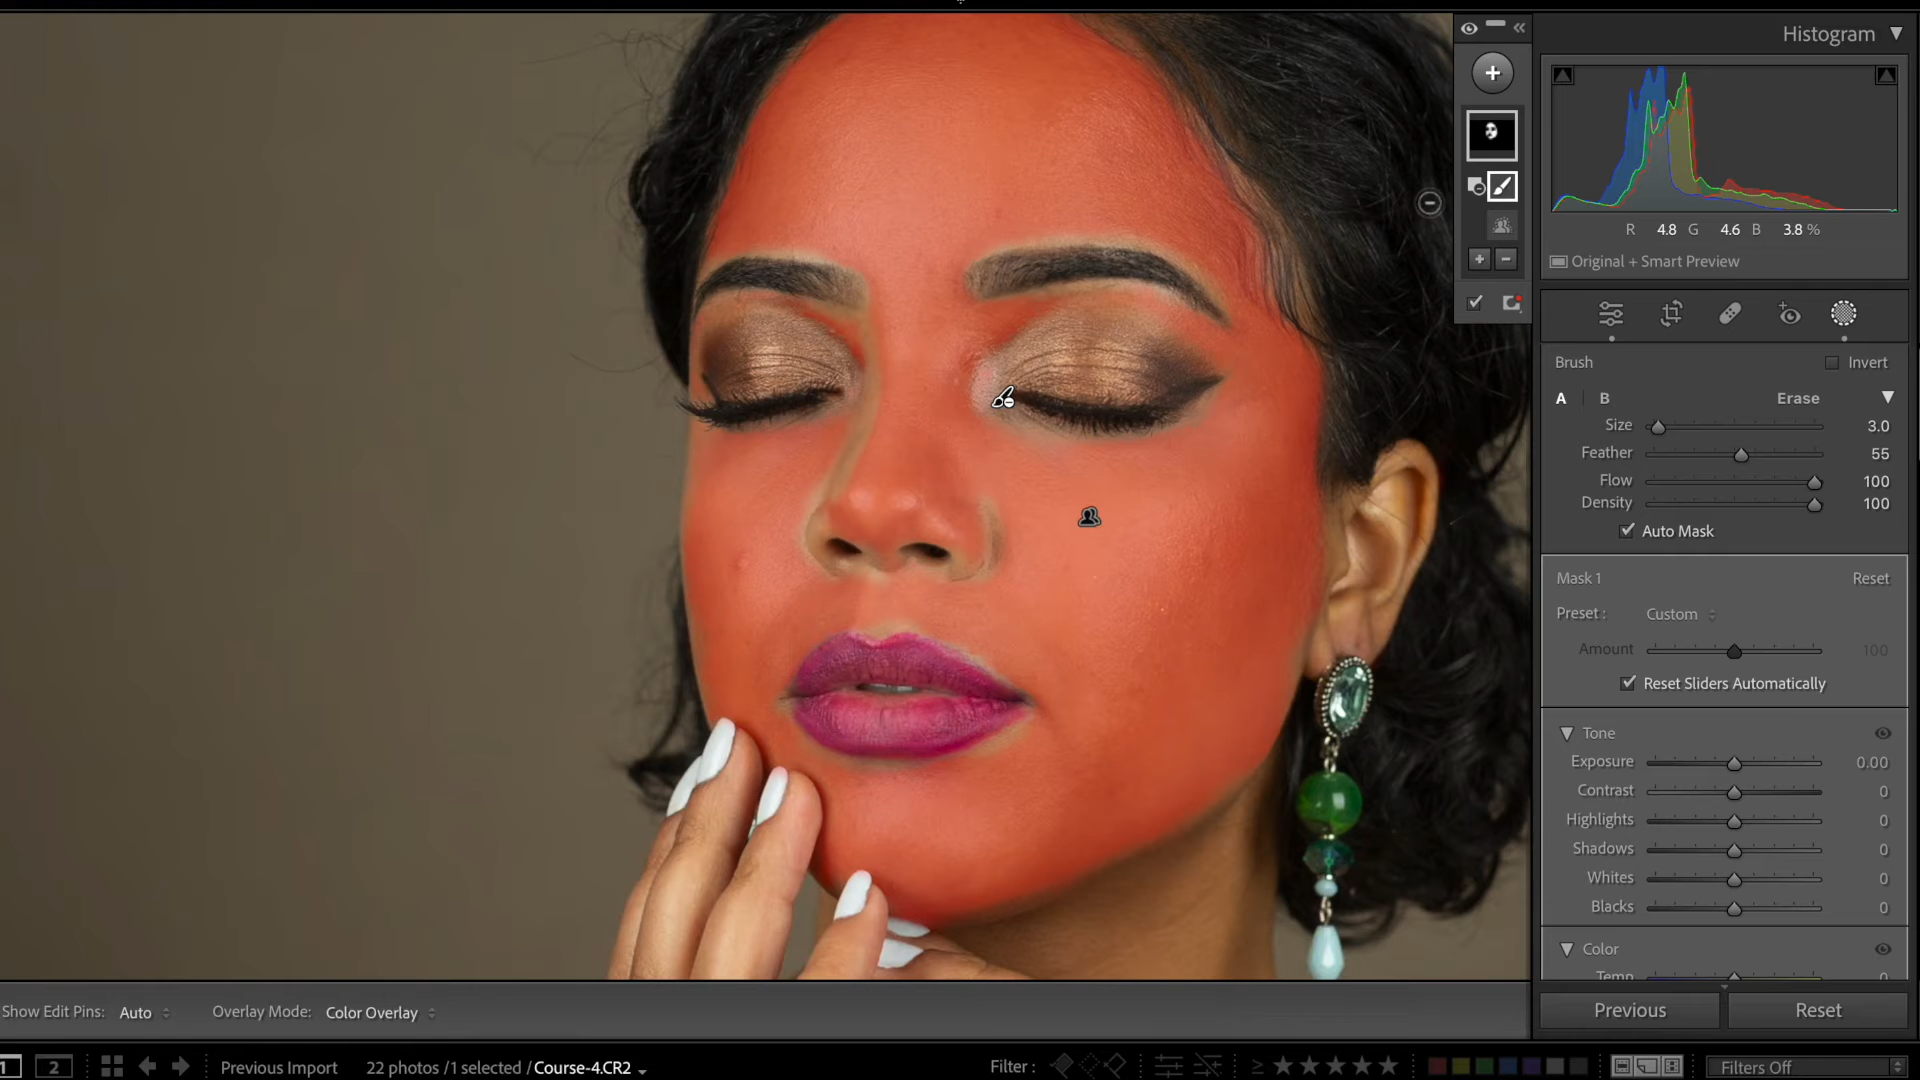 Histogram
R 4.8 G 4.6 B 3.8 %
Original + Smart Preview
Brush Invert
A B Erase
Size 3.0
Feather 55
Flow 100
Density 100
Auto Mask
Mask 1 Reset
Preset : Custom
Amount 100
Reset Sliders Automatically
Tone
Exposure 0.00
Contrast 0
Highlights 0
Shadows 0
Whites 0
Blacks 0
Color
Temp 0
Previous Reset
Show Edit Pins: Auto Overlay Mode: Color Overlay
1 2 Previous Import 22 photos /1 selected / Course-4.CR2 Filter : Filters Off